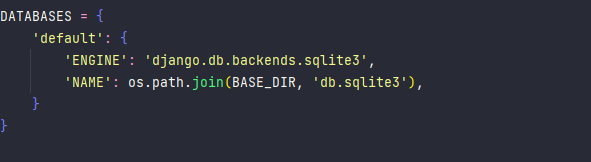 DATABASES = {
    'default': {
        'ENGINE': 'django.db.backends.sqlite3',
        'NAME': os.path.join(BASE_DIR, 'db.sqlite3'),
    }
}